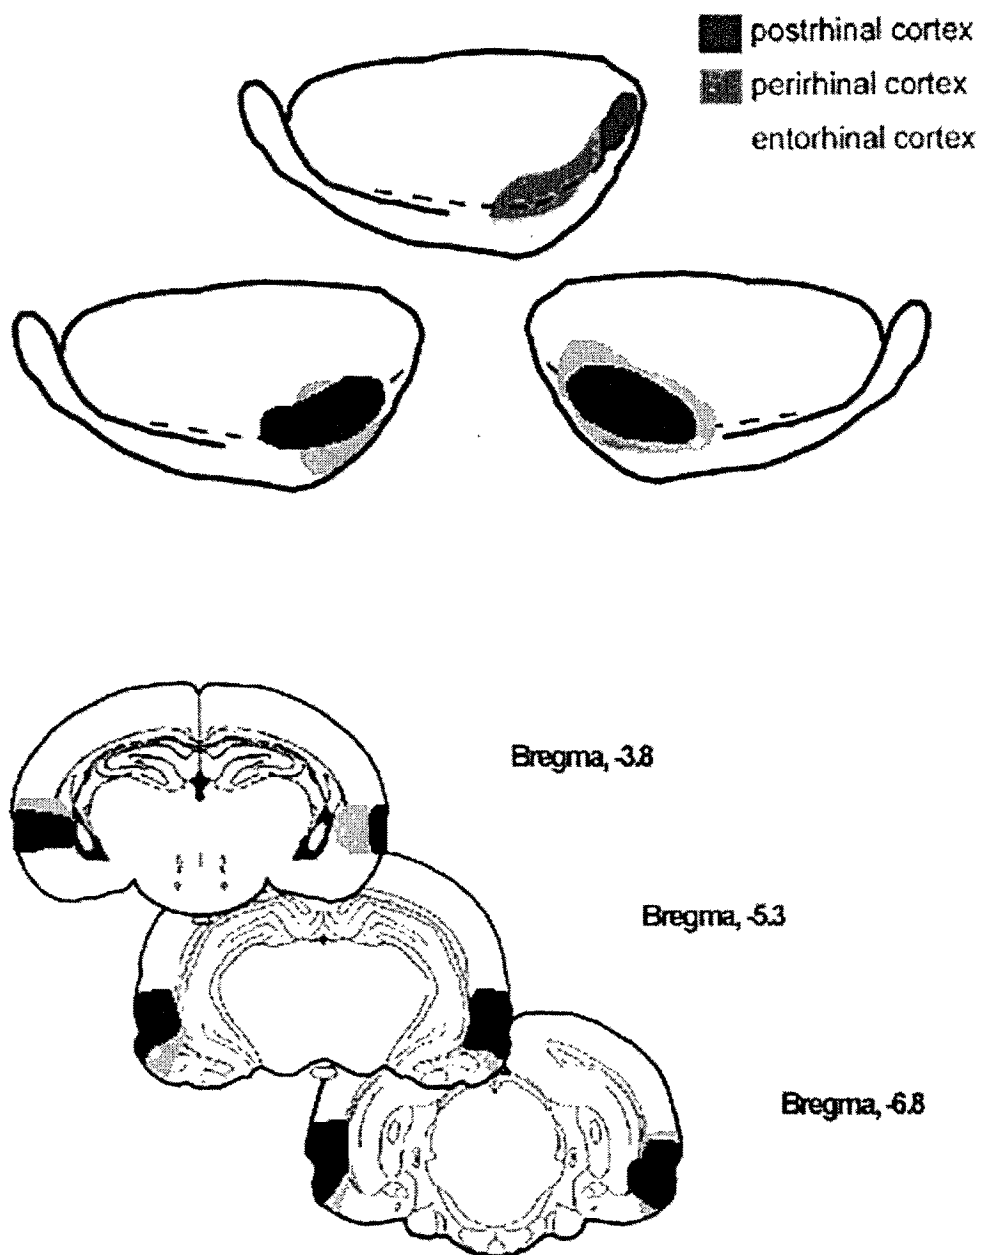 postrhinal cortex
perirhinal cortex
entorhinal cortex
Bregma, -3.8
Bregma, -5.3
Bregma, -6.8